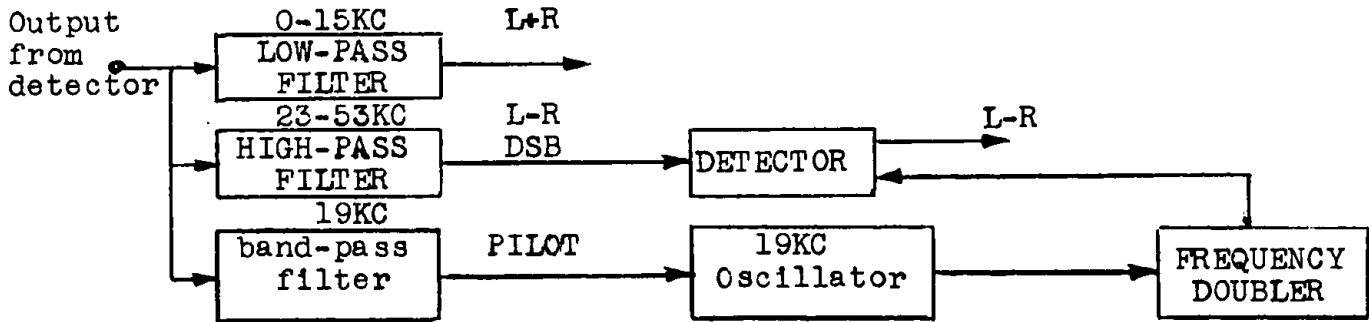 Output
from
detector
0-15KC
LOW-PASS
FILTER
L+R
23-53KC
HIGH-PASS
FILTER
L-R
DSB
DETECTOR
L-R
19KC
band-pass
filter
PILOT
19KC
Oscillator
FREQUENCY
DOUBLER